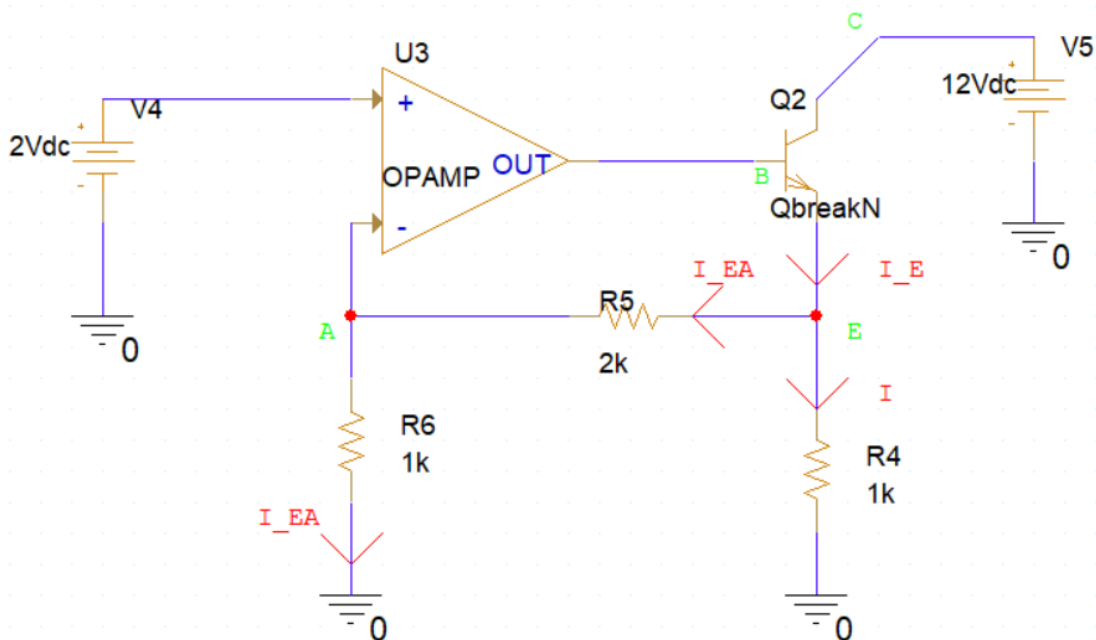 C
U3
V5
V4
+
Q2
12Vdc
+
-
+
2Vdc
-
OPAMP
OUT
B
QbreakN
-
0
I_EA
I_E
R5
A
E
0
2k
I
R6
1k
R4
1k
I_EA
0
0